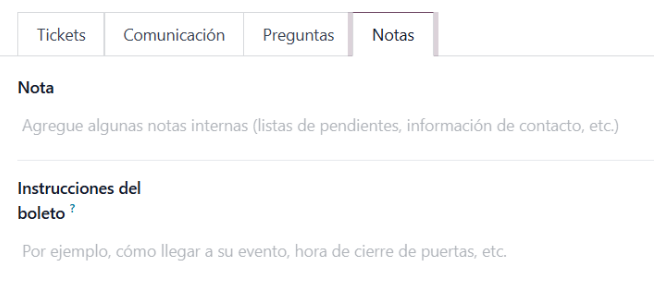 Tickets Comunicación Preguntas Notas
Nota
Agregue algunas notas internas (listas de pendientes, información de contacto, etc.)
Instrucciones del
boleto ?
Por ejemplo, cómo llegar a su evento, hora de cierre de puertas, etc.